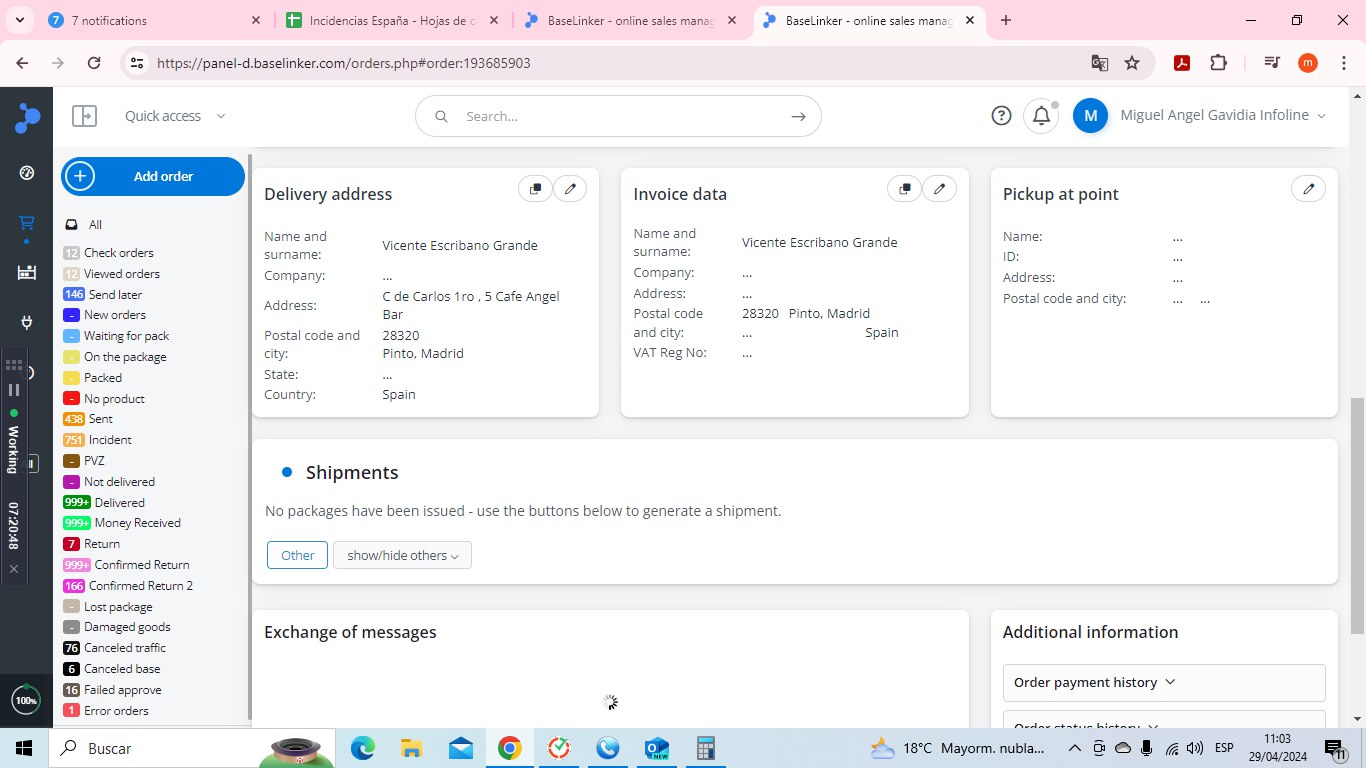 7 notifications
Incidencias España - Hojas de c
BaseLinker - online sales manag
BaseLinker - online sales manag
https://panel-d.baselinker.com/orders.php#order:193685903
m
Quick access
Search...
M
Miguel Angel Gavidia Infoline
Add order
All
12 Check orders
12 Viewed orders
146 Send later
- New orders
- Waiting for pack
- On the package
- Packed
- No product
438 Sent
751 Incident
- PVZ
- Not delivered
999+ Delivered
999+ Money Received
7 Return
999+ Confirmed Return
166 Confirmed Return 2
- Lost package
- Damaged goods
76 Canceled traffic
6 Canceled base
16 Failed approve
1 Error orders
Working
07:20:48
100%
Delivery address
Name and
surname:
Vicente Escribano Grande
Company: ...
Address:
C de Carlos 1ro , 5 Cafe Angel
Bar
Postal code and
city:
28320
Pinto, Madrid
State: ...
Country: Spain
Invoice data
Name and
surname:
Vicente Escribano Grande
Company: ...
Address: ...
Postal code
and city:
28320 Pinto, Madrid
... Spain
VAT Reg No: ...
Pickup at point
Name: ...
ID: ...
Address: ...
Postal code and city: ... ...
Shipments
No packages have been issued - use the buttons below to generate a shipment.
Other
show/hide others
Exchange of messages
Additional information
Order payment history
Order status history
Buscar
NEW
18°C Mayorm. nubla...
ESP
11:03
29/04/2024
11